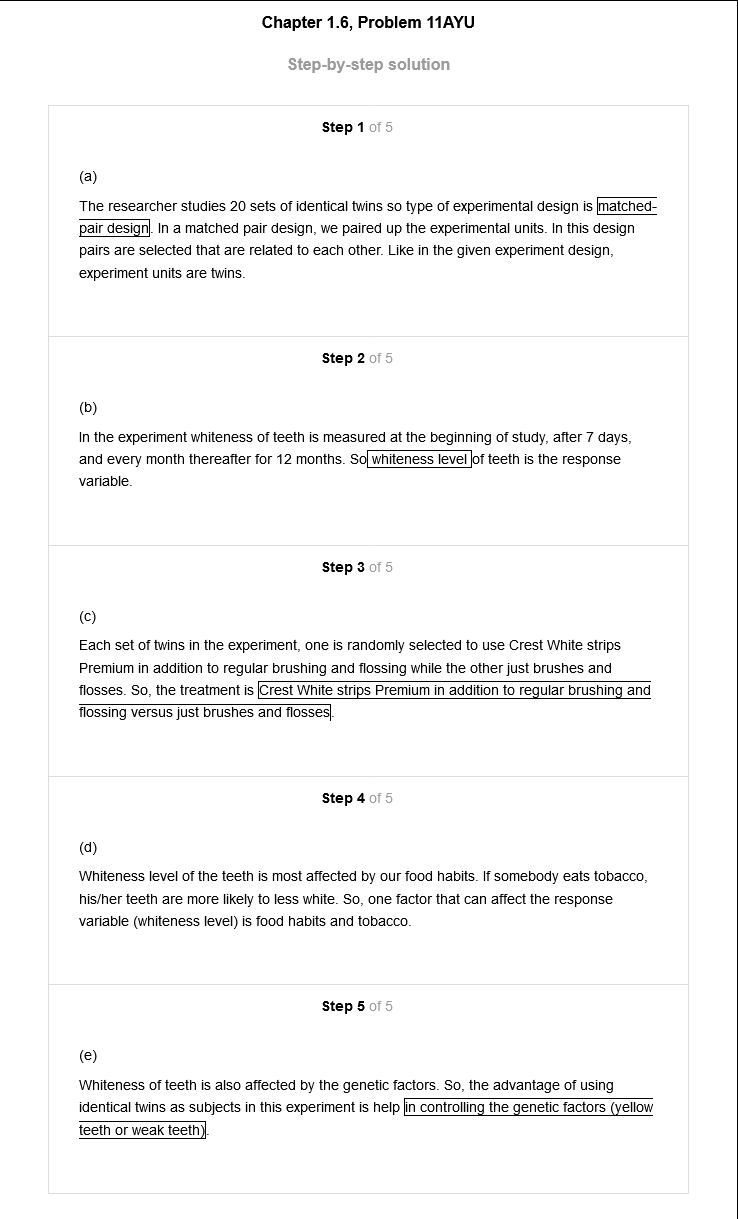 Chapter 1.6, Problem 11AYU
Step-by-step solution
Step 1 of 5
(a)
The researcher studies 20 sets of identical twins so type of experimental design is matched-
pair design. In a matched pair design, we paired up the experimental units. In this design
pairs are selected that are related to each other. Like in the given experiment design,
experiment units are twins.
Step 2 of 5
(b)
In the experiment whiteness of teeth is measured at the beginning of study, after 7 days,
and every month thereafter for 12 months. So whiteness level of teeth is the response
variable.
Step 3 of 5
(c)
Each set of twins in the experiment, one is randomly selected to use Crest White strips
Premium in addition to regular brushing and flossing while the other just brushes and
flosses. So, the treatment is Crest White strips Premium in addition to regular brushing and
flossing versus just brushes and flosses.
Step 4 of 5
(d)
Whiteness level of the teeth is most affected by our food habits. If somebody eats tobacco,
his/her teeth are more likely to less white. So, one factor that can affect the response
variable (whiteness level) is food habits and tobacco.
Step 5 of 5
(e)
Whiteness of teeth is also affected by the genetic factors. So, the advantage of using
identical twins as subjects in this experiment is help in controlling the genetic factors (yellow
teeth or weak teeth).